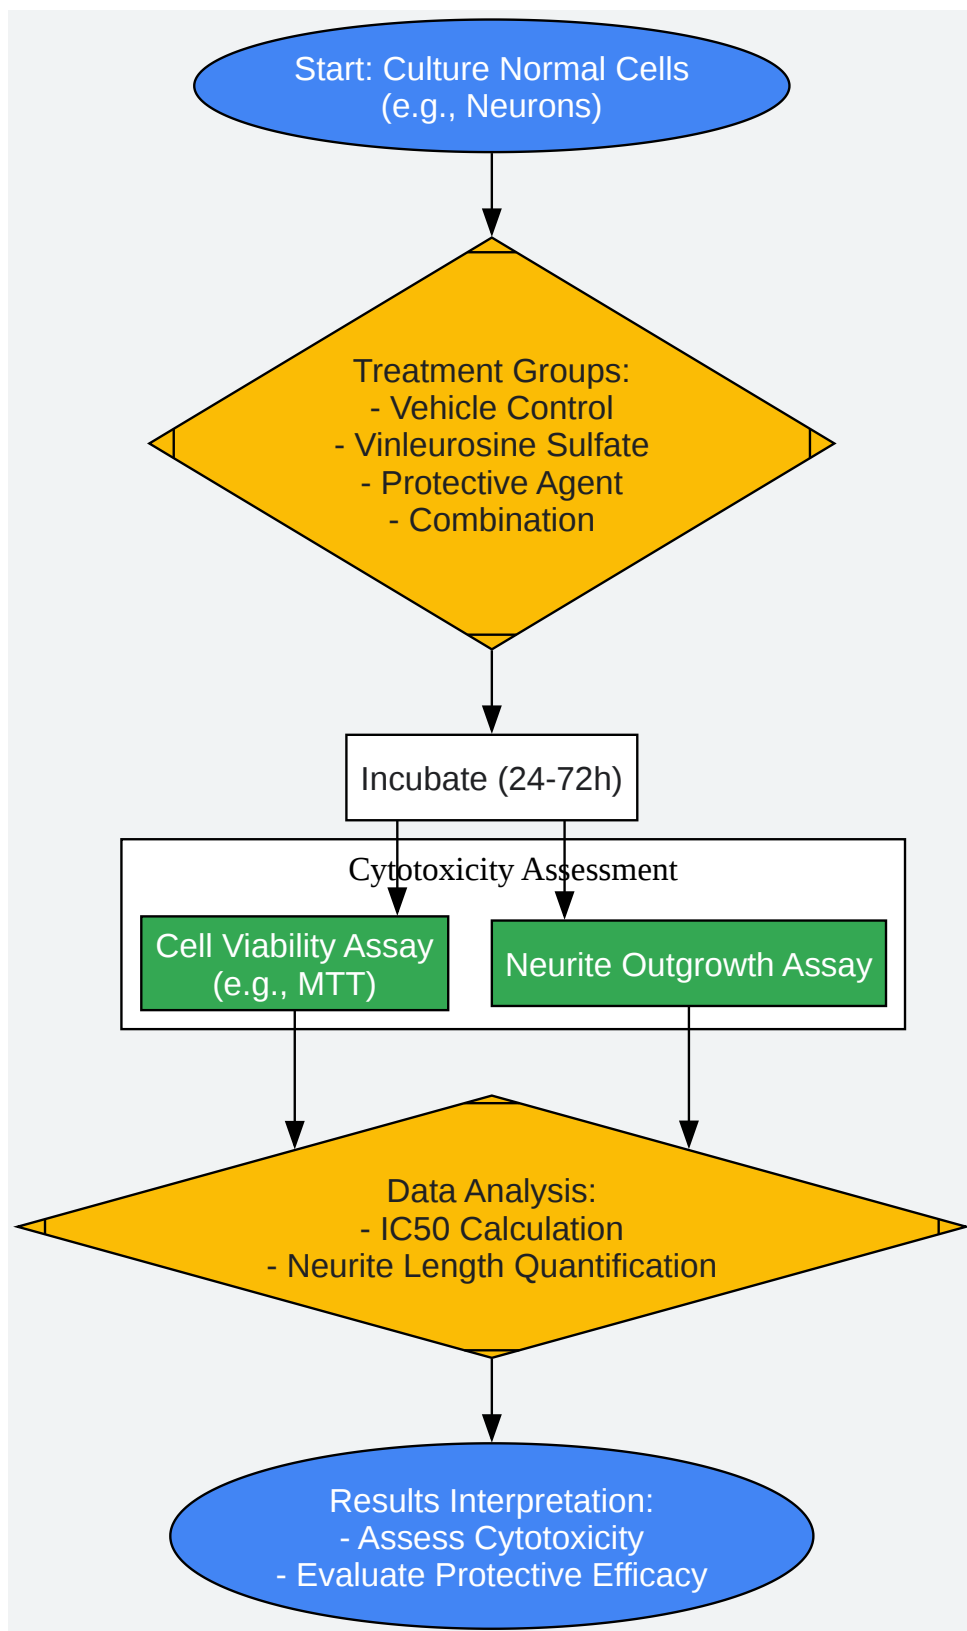 Start: Culture Normal Cells
(e.g., Neurons)
Treatment Groups:
- Vehicle Control
- Vinleurosine Sulfate
- Protective Agent
- Combination
Incubate (24-72h)
Cytotoxicity Assessment
Cell Viability Assay
(e.g., MTT)
Neurite Outgrowth Assay
Data Analysis:
- IC50 Calculation
- Neurite Length Quantification
Results Interpretation:
- Assess Cytotoxicity
- Evaluate Protective Efficacy